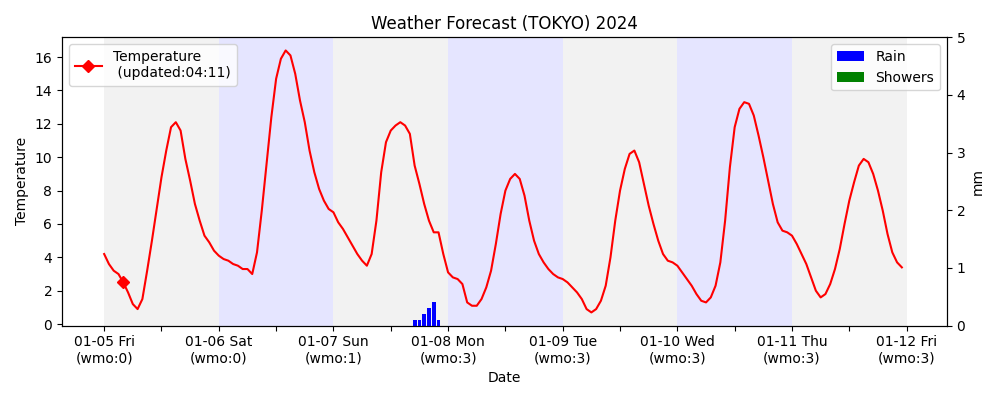 Weather Forecast (TOKYO) 2024
Temperature
(updated:04:11)
Rain
Showers
Temperature
16
14
12
10
8
6
4
2
0
5
4
3
2
1
0
mm
01-05 Fri
(wmo:0)
01-06 Sat
(wmo:0)
01-07 Sun
(wmo:1)
01-08 Mon
(wmo:3)
01-09 Tue
(wmo:3)
01-10 Wed
(wmo:3)
01-11 Thu
(wmo:3)
01-12 Fri
(wmo:3)
Date